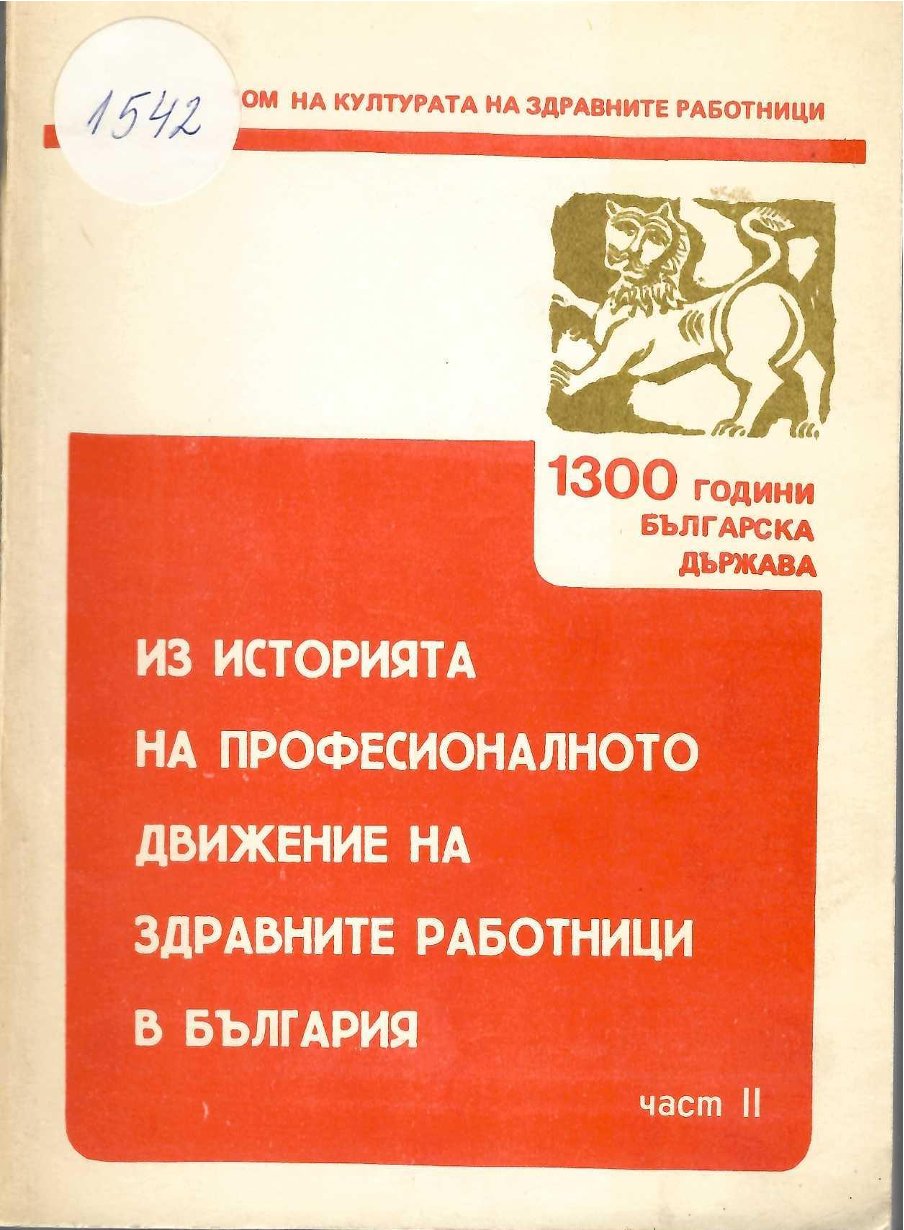 1542
ОМ НА КУЛТУРАТА НА ЗДРАВНИТЕ РАБОТНИЦИ
1300 ГОДИНИ
БЪЛГАРСКА
ДЪРЖАВА
ИЗ ИСТОРИЯТА
НА ПРОФЕСИОНАЛНОТО
ДВИЖЕНИЕ НА
ЗДРАВНИТЕ РАБОТНИЦИ
В БЪЛГАРИЯ
част II